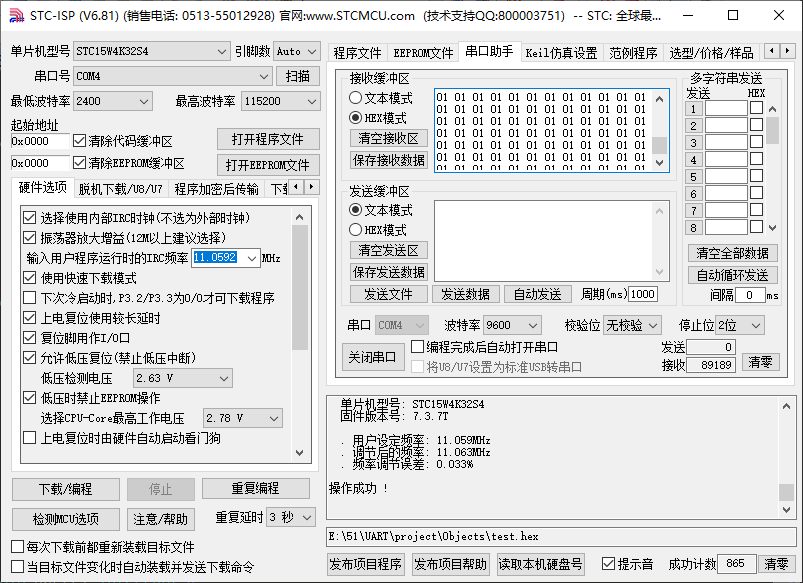 STC-ISP (V6.81) (销售电话: 0513-55012928) 官网:www.STCMCU.com (技术支持QQ:800003751) -- STC: 全球最...
单片机型号 STC15W4K32S4 引脚数 Auto
串口号 COM4 扫描
最低波特率 2400 最高波特率 115200
起始地址
0x0000 清除代码缓冲区 打开程序文件
0x0000 清除EEPROM缓冲区 打开EEPROM文件
硬件选项 脱机下载/U8/U7 程序加密后传输 下载
选择使用内部IRC时钟(不选为外部时钟)
振荡器放大增益(12M以上建议选择)
输入用户程序运行时的IRC频率 11.0592 MHz
使用快速下载模式
下次冷启动时,P3.2/P3.3为0/0才可下载程序
上电复位使用较长延时
复位脚用作I/O口
允许低压复位(禁止低压中断)
低压检测电压 2.63 V
低压时禁止EEPROM操作
选择CPU-Core最高工作电压 2.78 V
上电复位时由硬件自动启动看门狗
下载/编程 停止 重复编程
检测MCU选项 注意/帮助 重复延时 3 秒
每次下载前都重新装载目标文件
当目标文件变化时自动装载并发送下载命令
程序文件 EEPROM文件 串口助手 Keil仿真设置 范例程序 选型/价格/样品
接收缓冲区
文本模式
HEX模式
清空接收区
保存接收数据
01 01 01 01 01 01 01 01 01 01 01 01
01 01 01 01 01 01 01 01 01 01 01 01
01 01 01 01 01 01 01 01 01 01 01 01
01 01 01 01 01 01 01 01 01 01 01 01
01 01 01 01 01 01 01 01 01 01 01 01
01 01 01 01 01 01 01 01 01 01 01 01
01 01 01 01 01 01 01 01 01 01 01 01
发送缓冲区
文本模式
HEX模式
清空发送区
保存发送数据
发送文件 发送数据 自动发送 周期(ms) 1000
多字符串发送
发送 HEX
1
2
3
4
5
6
7
8
清空全部数据
自动循环发送
间隔 0 ms
串口 COM4 波特率 9600 校验位 无校验 停止位 2位
关闭串口 编程完成后自动打开串口 发送 0
将U8/U7设置为标准USB转串口 接收 89189 清零
单片机型号: STC15W4K32S4
固件版本号: 7.3.7T
. 用户设定频率: 11.059MHz
. 调节后的频率: 11.063MHz
. 频率调节误差: 0.033%
操作成功 !
E:\51\UART\project\Objects\test.hex
发布项目程序 发布项目帮助 读取本机硬盘号 提示音 成功计数 865 清零